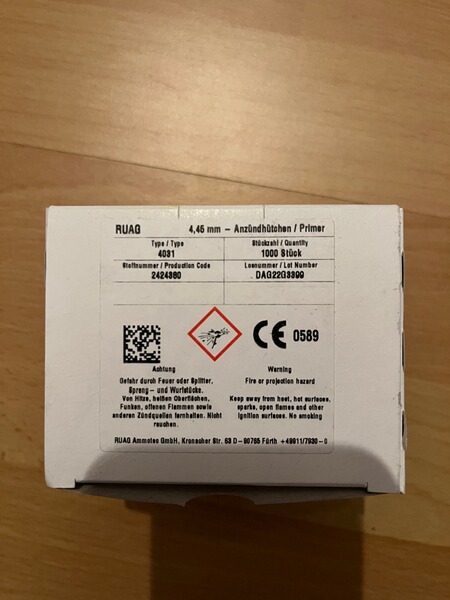 RUAG 4,45 mm – Anzündhütchen / Primer
Type / Type Stückzahl / Quantity
4031 1000 Stück
Stoffnummer / Production Code Losnummer / Lot Number
2424380 DAG22G3399
CE 0589
Achtung
Gefahr durch Feuer oder Splitter,
Spreng - und Wurfstücke.
Von Hitze, heißen Oberflächen,
Funken, offenen Flammen sowie
anderen Zündquellen fernhalten. Nicht
rauchen.
Warning
Fire or projection hazard
Keep away from heat, hot surfaces,
sparks, open flames and other
ignition surfaces. No smoking
RUAG Ammotec GmbH, Kronacher Str. 63 D - 90765 Fürth +49911/7930-0